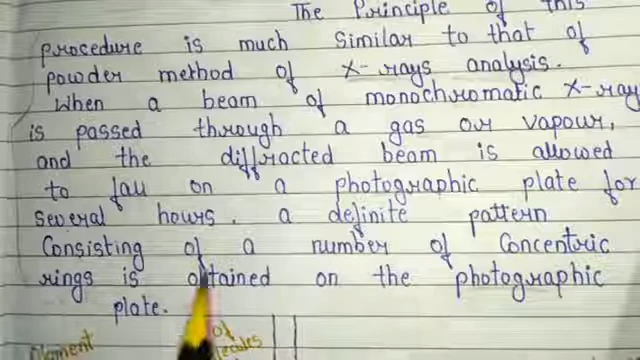 The Principle of this
procedure is much similar to that of
powder method of X-rays analysis.
When a beam of monochromatic X-ray
is passed through a gas or vapour,
and the diffracted beam is allowed
to fall on a photographic plate for
several hours. a definite pattern
Consisting of a number of Concentric
rings is obtained on the photographic
plate.
filament
of